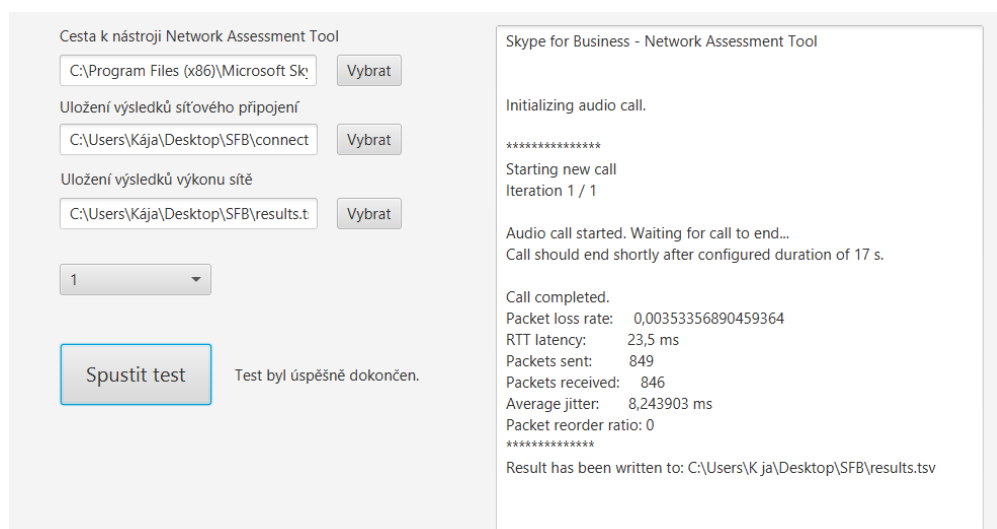 Cesta k nástroji Network Assessment Tool
C:\Program Files (x86)\Microsoft Sk
Vybrat
Uložení výsledků síťového připojení
C:\Users\Kája\Desktop\SFB\connect
Vybrat
Uložení výsledků výkonu sítě
C:\Users\Kája\Desktop\SFB\results.t
Vybrat
1
Spustit test
Test byl úspěšně dokončen.
Skype for Business - Network Assessment Tool
Initializing audio call.
***************
Starting new call
Iteration 1 / 1
Audio call started. Waiting for call to end...
Call should end shortly after configured duration of 17 s.
Call completed.
Packet loss rate: 0,00353356890459364
RTT latency: 23,5 ms
Packets sent: 849
Packets received: 846
Average jitter: 8,243903 ms
Packet reorder ratio: 0
**************
Result has been written to: C:\Users\K ja\Desktop\SFB\results.tsv